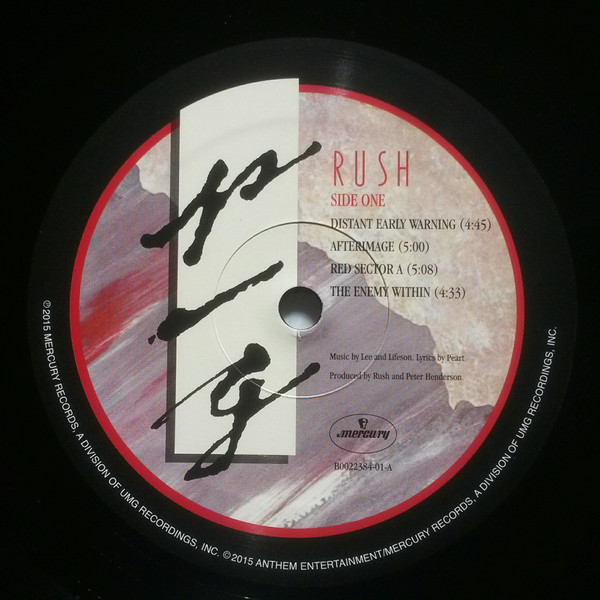 RUSH
SIDE ONE
DISTANT EARLY WARNING (4:45)
AFTERIMAGE (5:00)
RED SECTOR A (5:08)
THE ENEMY WITHIN (4:33)
Music by Lee and Lifeson. Lyrics by Peart.
Produced by Rush and Peter Henderson
mercury
B0022384-01-A
℗2015 MERCURY RECORDS, A DIVISION OF UMG RECORDINGS, INC. ©2015 ANTHEM ENTERTAINMENT/MERCURY RECORDS, A DIVISION OF UMG RECORDINGS, INC.